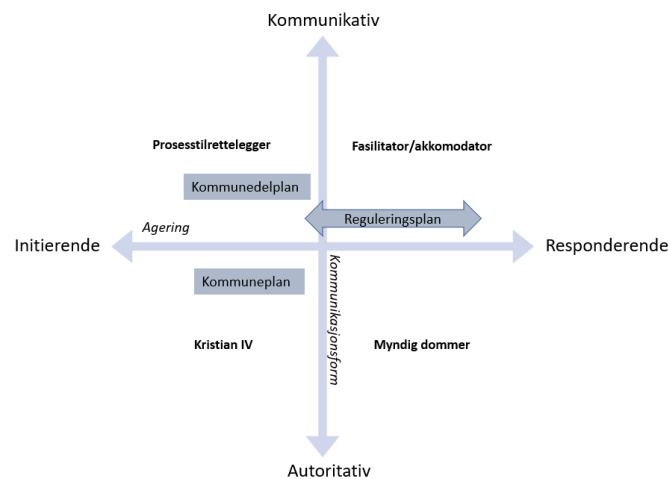 Kommunikativ
Prosesstilrettelegger
Fasilitator/akkomodator
Kommunedelplan
Reguleringsplan
Agering
Initierende
Responderende
Kommuneplan
Kommunikasjonsform
Kristian IV
Myndig dommer
Autoritativ